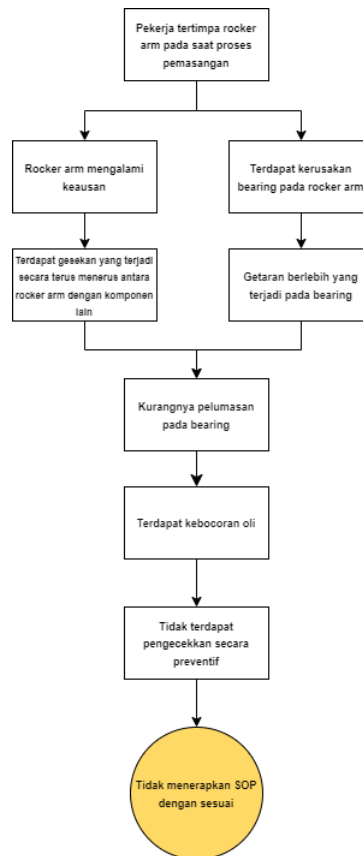 Pekerja tertimpa rocker
arm pada saat proses
pemasangan
Rocker arm mengalami
keausan
Terdapat kerusakan
bearing pada rocker arm
Terdapat gesekan yang terjadi
secara terus menerus antara
rocker arm dengan komponen
lain
Getaran berlebih yang
terjadi pada bearing
Kurangnya pelumasan
pada bearing
Terdapat kebocoran oli
Tidak terdapat
pengecekkan secara
preventif
Tidak menerapkan SOP
dengan sesuai